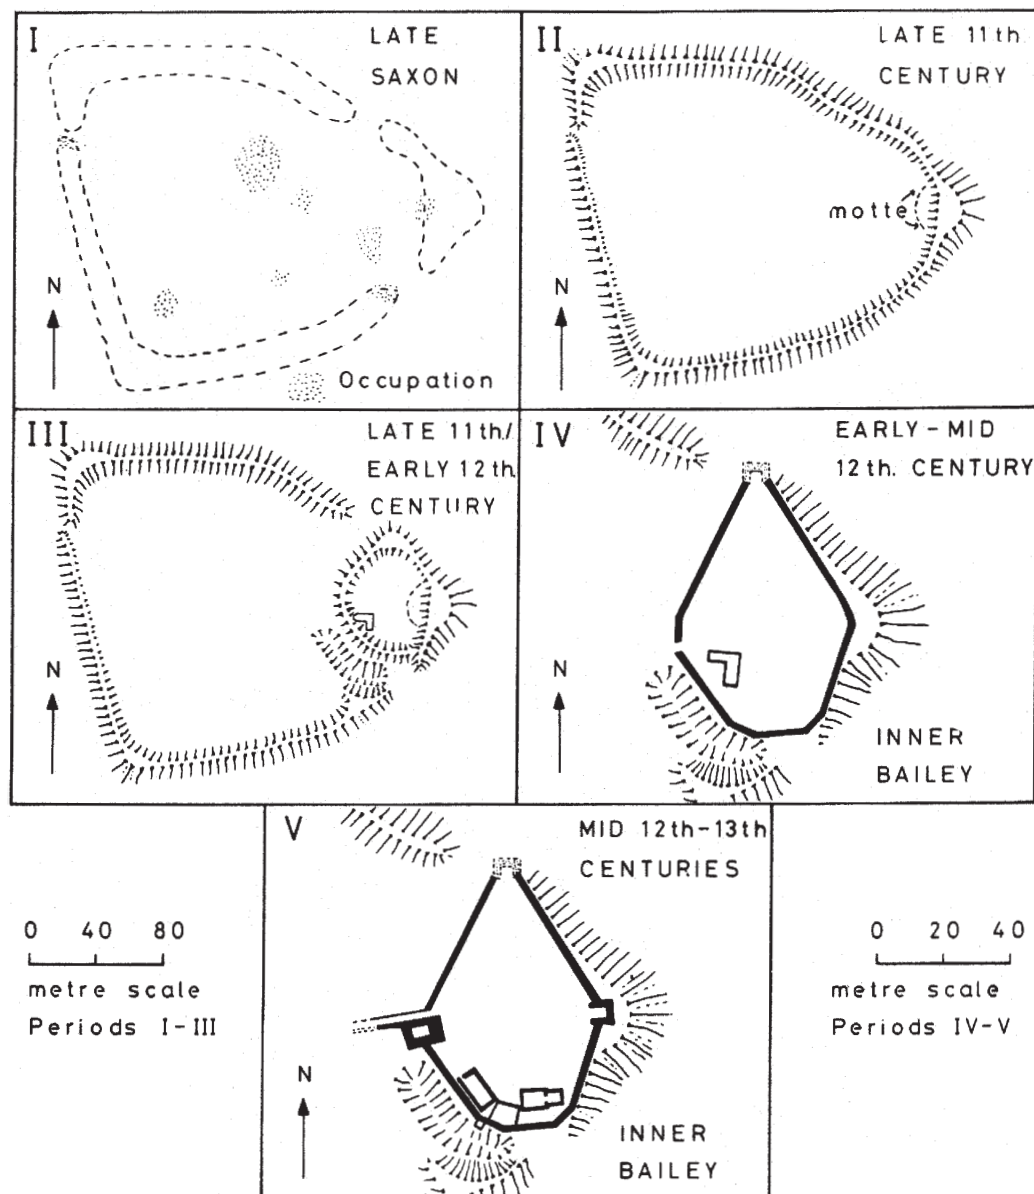 I
LATE
SAXON
N
Occupation
II
LATE 11th
CENTURY
motte
N
III
LATE 11th/
EARLY 12th
CENTURY
N
IV
EARLY-MID
12th. CENTURY
N
INNER
BAILEY
V
MID 12th-13th
CENTURIES
N
INNER
BAILEY
0 40 80
metre scale
Periods I-III
0 20 40
metre scale
Periods IV-V